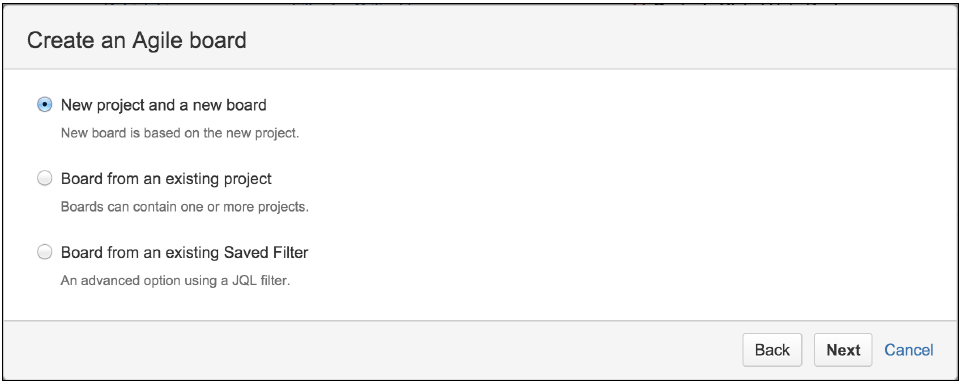 Create an Agile board
New project and a new board
New board is based on the new project.
Board from an existing project
Boards can contain one or more projects.
Board from an existing Saved Filter
An advanced option using a JQL filter.
Back Next Cancel